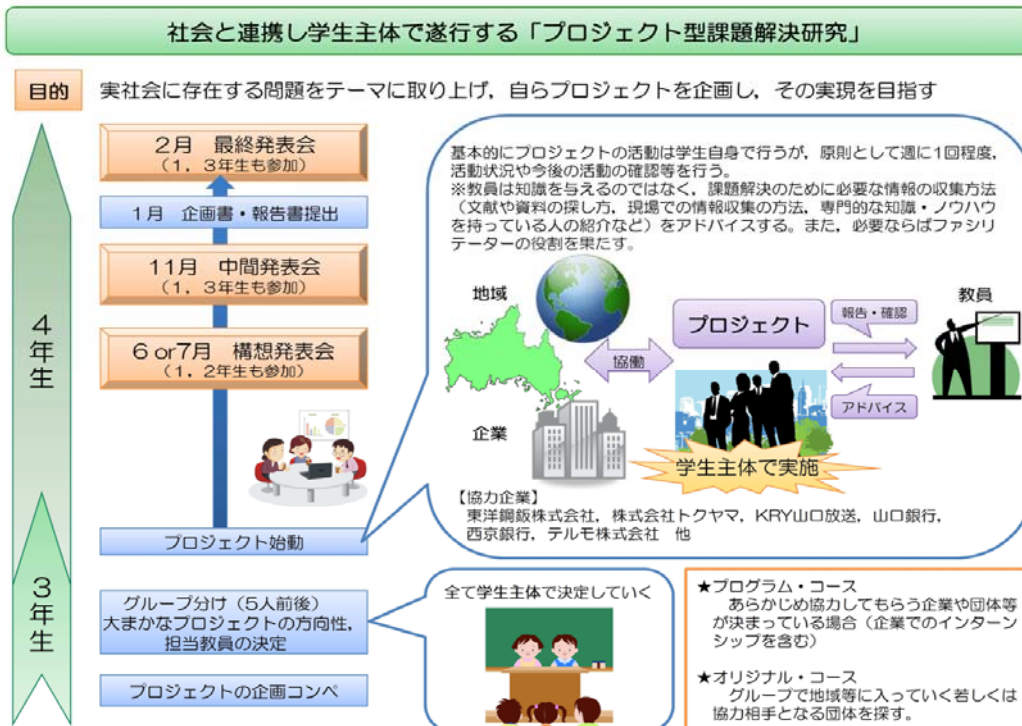 社会と連携し学生主体で遂行する「プロジェクト型課題解決研究」
目的
実社会に存在する問題をテーマに取り上げ，自らプロジェクトを企画し，その実現を目指す
4年生
2月 最終発表会
（1，3年生も参加）
1月 企画書・報告書提出
11月 中間発表会
（1，3年生も参加）
6 or7月 構想発表会
（1，2年生も参加）
プロジェクト始動
基本的にプロジェクトの活動は学生自身で行うが，原則として週に1回程度，
活動状況や今後の活動の確認等を行う。
※教員は知識を与えるのではなく，課題解決のために必要な情報の収集方法
（文献や資料の探し方，現場での情報収集の方法，専門的な知識・ノウハウ
を持っている人の紹介など）をアドバイスする。また，必要ならばファシリ
テーターの役割を果たす。
地域
企業
協働
プロジェクト
報告・確認
アドバイス
教員
学生主体で実施
【協力企業】
東洋鋼鈑株式会社，株式会社トクヤマ，KRY山口放送，山口銀行，
西京銀行，テルモ株式会社 他
3年生
グループ分け（5人前後）
大まかなプロジェクトの方向性，
担当教員の決定
プロジェクトの企画コンペ
全て学生主体で決定していく
★プログラム・コース
あらかじめ協力してもらう企業や団体等
が決まっている場合（企業でのインターン
シップを含む）
★オリジナル・コース
グループで地域等に入っていく若しくは
協力相手となる団体を探す。